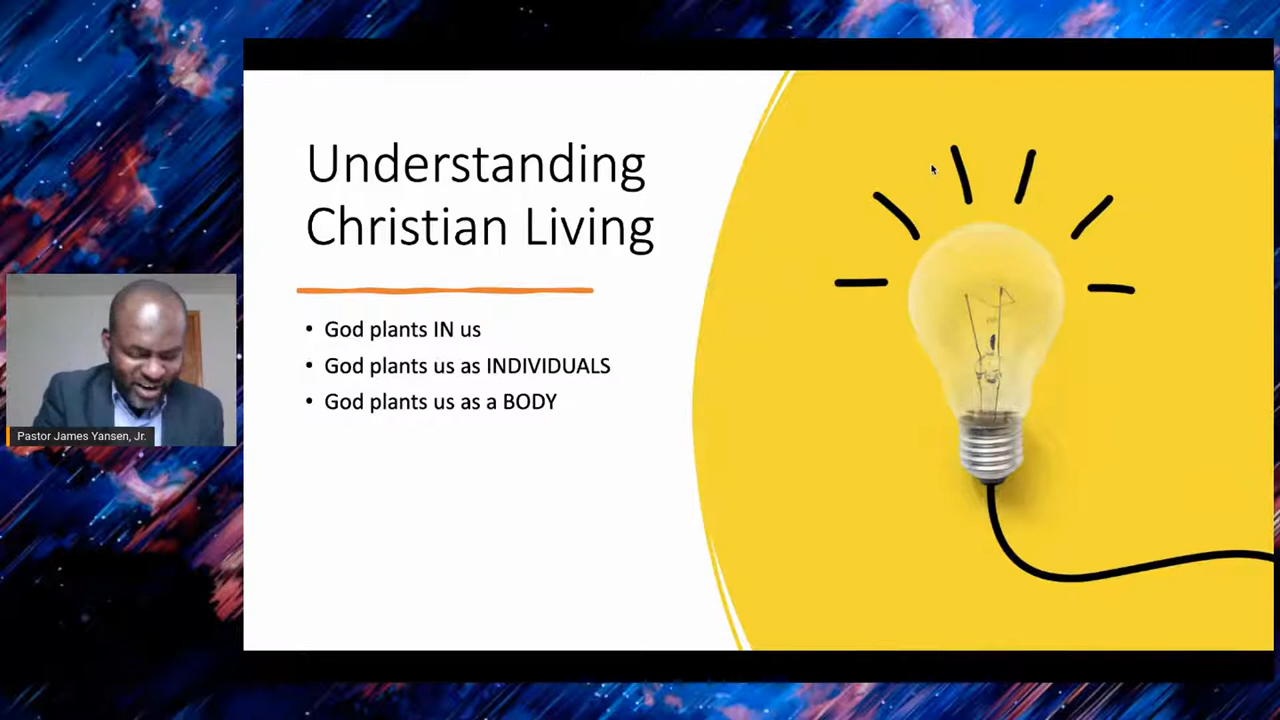 Understanding
Christian Living
• God plants IN us
• God plants us as INDIVIDUALS
• God plants us as a BODY
Pastor James Yansen, Jr.